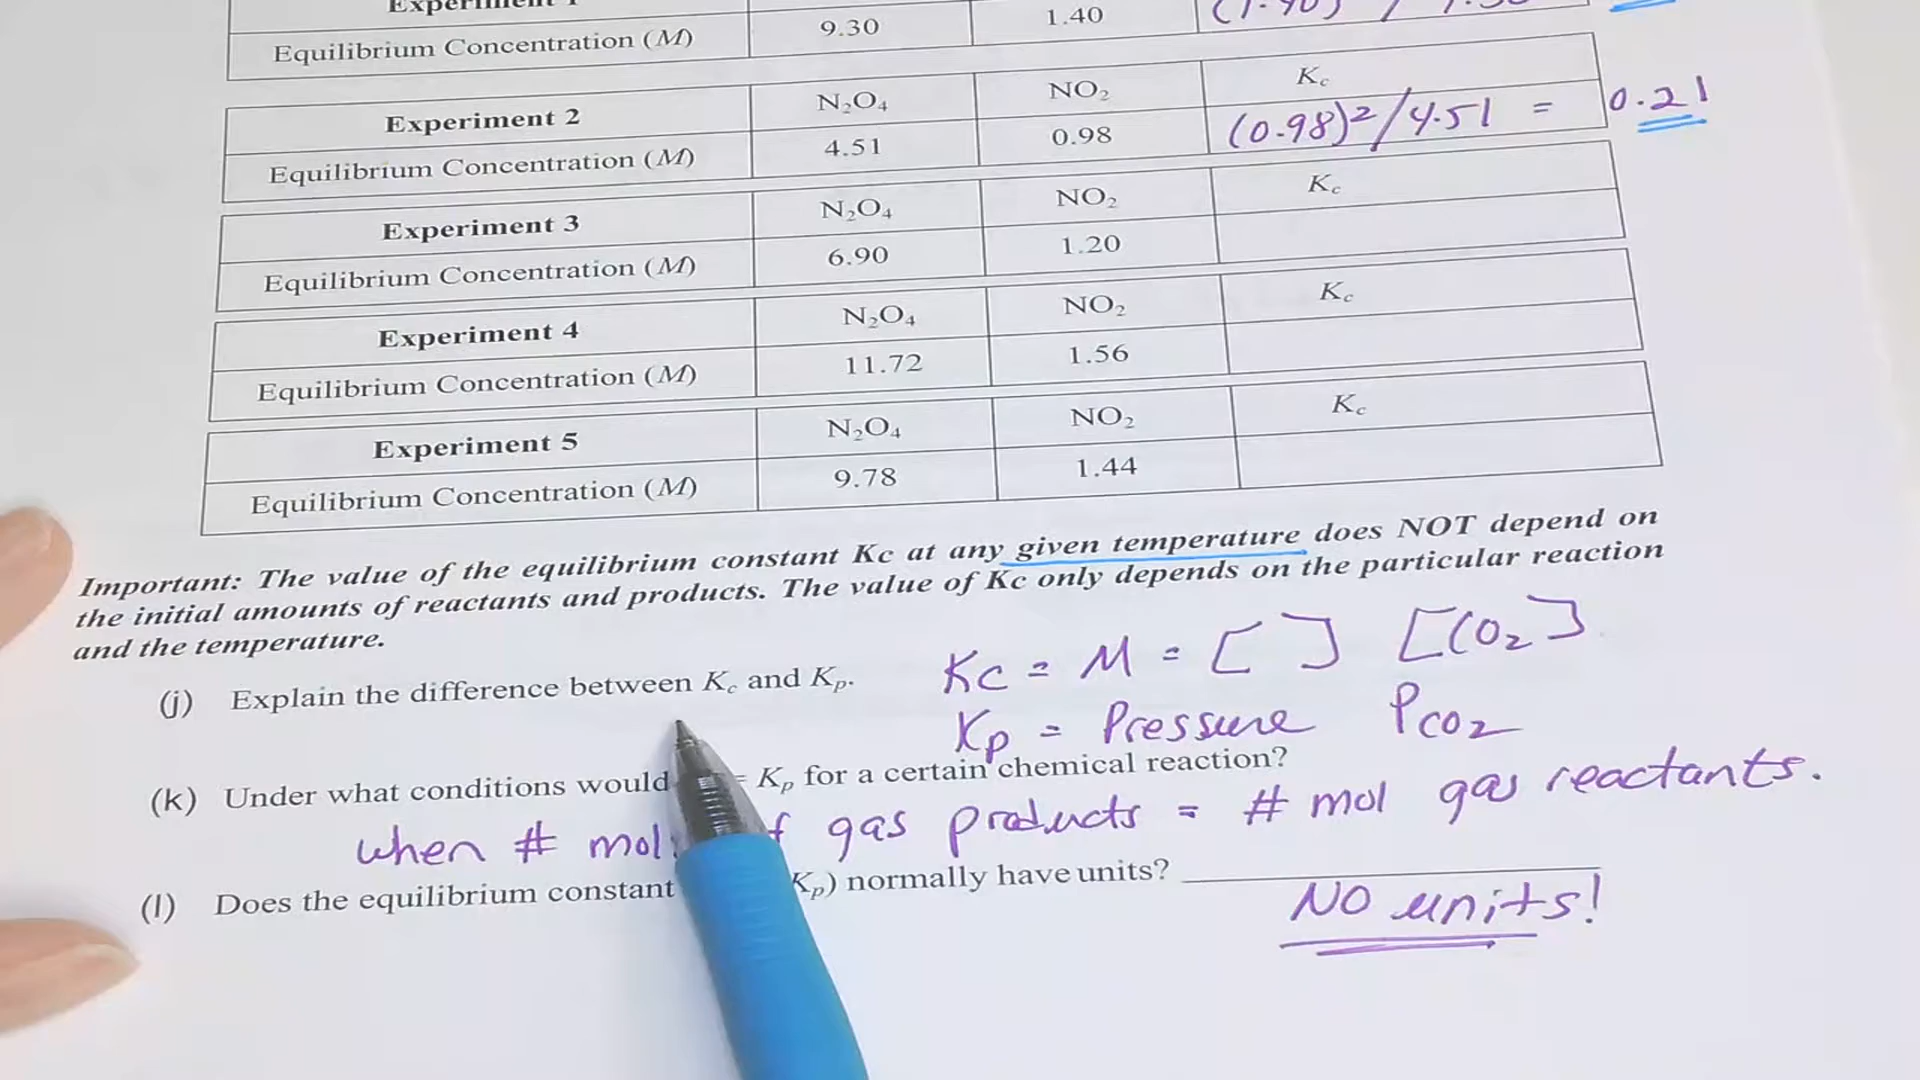 Experiment 1
Equilibrium Concentration (M) 9.30 1.40
Experiment 2 N₂O₄ NO₂ K꜀
Equilibrium Concentration (M) 4.51 0.98 (0.98)²/4.51 = 0.21
Experiment 3 N₂O₄ NO₂ K꜀
Equilibrium Concentration (M) 6.90 1.20
Experiment 4 N₂O₄ NO₂ K꜀
Equilibrium Concentration (M) 11.72 1.56
Experiment 5 N₂O₄ NO₂ K꜀
Equilibrium Concentration (M) 9.78 1.44
Important: The value of the equilibrium constant Kc at any given temperature does NOT depend on
the initial amounts of reactants and products. The value of Kc only depends on the particular reaction
and the temperature.
Kc = M = [ ] [CO₂]
(j) Explain the difference between K꜀ and Kₚ.
Kp = Pressure PCO₂
(k) Under what conditions would = Kₚ for a certain chemical reaction?
when # mol gas products = # mol gas reactants.
(l) Does the equilibrium constant Kₚ) normally have units?
NO units!